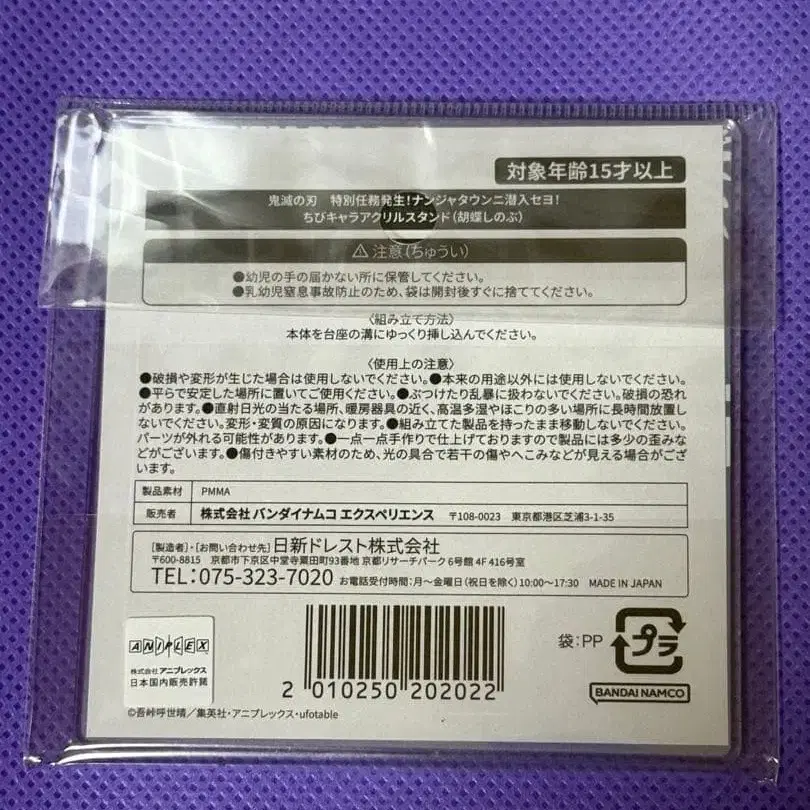 対象年齢15才以上
鬼滅の刃　特別任務発生!ナンジャタウンニ潜入セヨ!
ちびキャラアクリルスタンド(胡蝶しのぶ)
⚠注意(ちゅうい)
●幼児の手の届かない所に保管してください。
●乳幼児窒息事故防止のため、袋は開封後すぐに捨ててください。
〈組み立て方法〉
本体を台座の溝にゆっくり挿し込んでください。
〈使用上の注意〉
●破損や変形が生じた場合は使用しないでください。●本来の用途以外には使用しないでください。
●平らで安定した場所に置いてご使用ください。●ぶつけたり乱暴に扱わないでください。破損の恐れ
があります。●直射日光の当たる場所、暖房器具の近く、高温多湿やほこりの多い場所に長時間放置し
ないでください。変形・変質の原因になります。●組み立てた製品を持ったまま移動しないでください。
パーツが外れる可能性があります。●一点一点手作りで仕上げておりますので製品には多少の歪みな
どがございます。●傷付きやすい素材のため、光の具合で若干の傷やへこみなどが見える場合がござ
います。
製品素材 PMMA
販売者 株式会社 バンダイナムコ エクスペリエンス 〒108-0023 東京都港区芝浦3-1-35
[製造者]・[お問い合わせ先] 日新ドレスト株式会社
〒600-8815 京都市下京区中堂寺粟田町93番地 京都リサーチパーク 6号館 4F 416号室
TEL:075-323-7020 お電話受付時間:月～金曜日(祝日を除く)10:00～17:30 MADE IN JAPAN
ANIPLEX
株式会社 アニプレックス
日本国内販売許諾
2 010250 202022
袋:PP
プラ
BANDAI NAMCO
©吾峠呼世晴/集英社・アニプレックス・ufotable